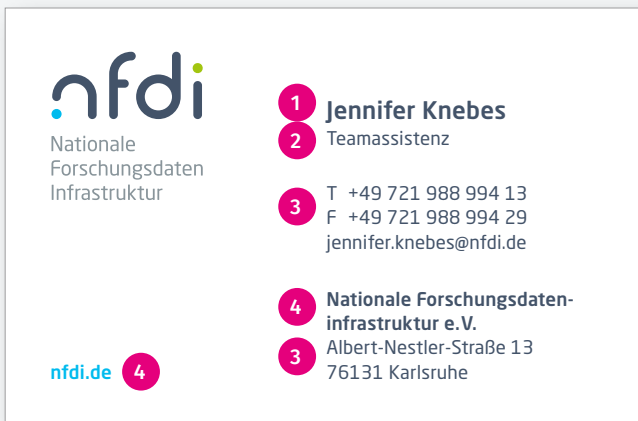 nfdi
Nationale
Forschungsdaten
Infrastruktur
nfdi.de 4
1 Jennifer Knebes
2 Teamassistenz
3
T +49 721 988 994 13
F +49 721 988 994 29
jennifer.knebes@nfdi.de
4 Nationale Forschungsdaten-
infrastruktur e.V.
3 Albert-Nestler-Straße 13
76131 Karlsruhe